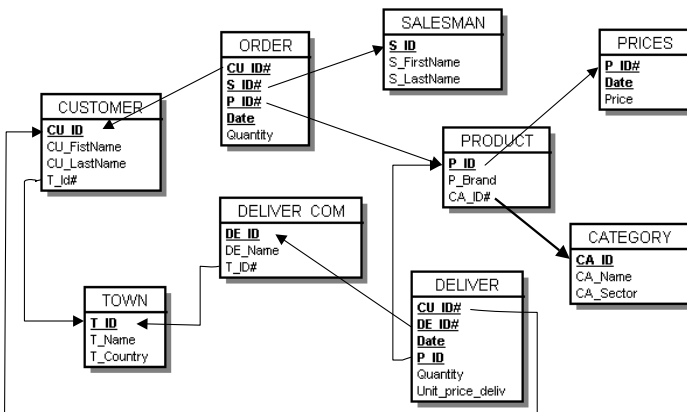 SALESMAN
S_ID
S_FirstName
S_LastName
ORDER
CU_ID#
S_ID#
P_ID#
Date
Quantity
PRICES
P_ID#
Date
Price
CUSTOMER
CU_ID
CU_FistName
CU_LastName
T_Id#
PRODUCT
P_ID
P_Brand
CA_ID#
DELIVER COM
DE_ID
DE_Name
T_ID#
CATEGORY
CA_ID
CA_Name
CA_Sector
TOWN
T_ID
T_Name
T_Country
DELIVER
CU_ID#
DE_ID#
Date
P_ID
Quantity
Unit_price_deliv